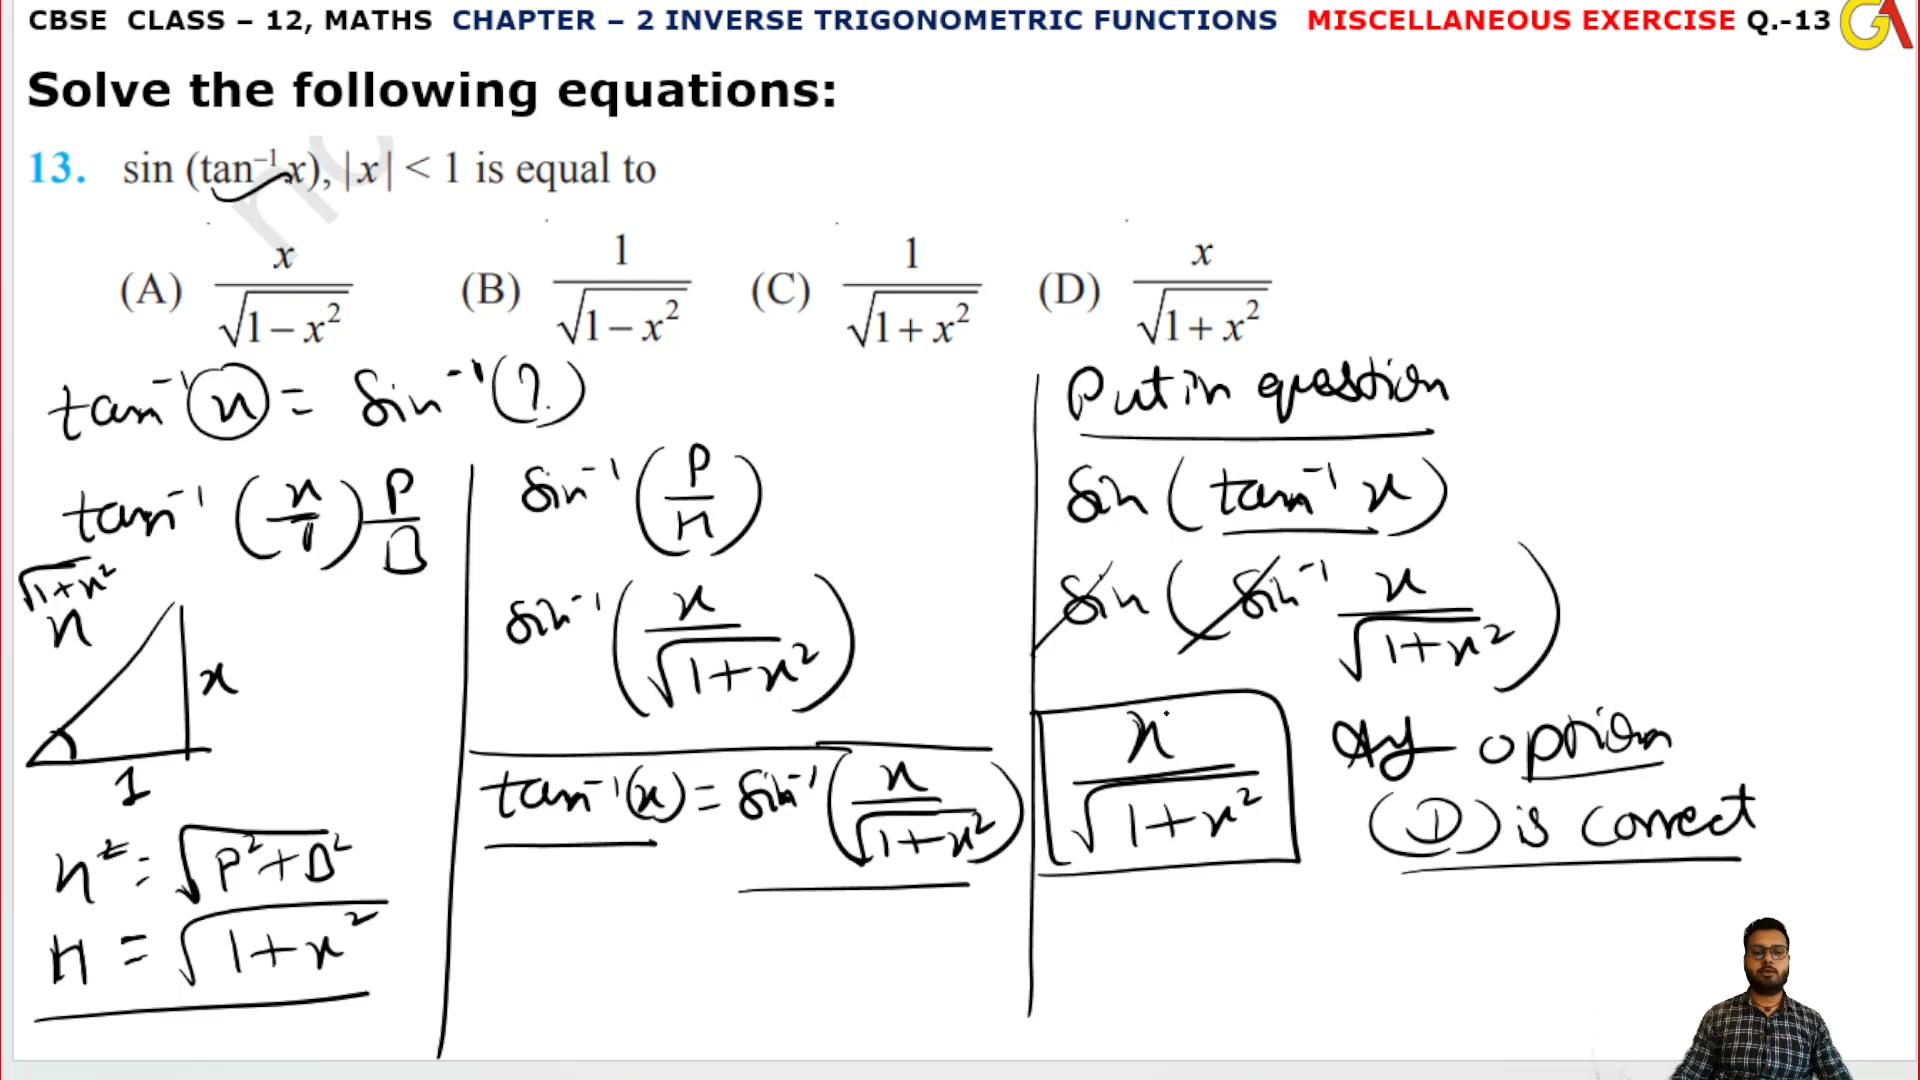 CBSE CLASS – 12, MATHS CHAPTER – 2 INVERSE TRIGONOMETRIC FUNCTIONS MISCELLANEOUS EXERCISE Q.-13 GA
Solve the following equations:
13. sin (tan⁻¹ x), |x| < 1 is equal to
(A) x/√(1 – x²) (B) 1/√(1 – x²) (C) 1/√(1 + x²) (D) x/√(1 + x²)
tan⁻¹(x) = sin⁻¹(?)
tan⁻¹(x/1) P/B
√1+x²
H
x
1
H² = √P²+B²
H = √1+x²
sin⁻¹(P/H)
sin⁻¹(x/√1+x²)
tan⁻¹(x) = sin⁻¹(x/√1+x²)
Put in question
sin(tan⁻¹ x)
sin(sin⁻¹ x/√1+x²)
x/√1+x²
option
(D) is correct